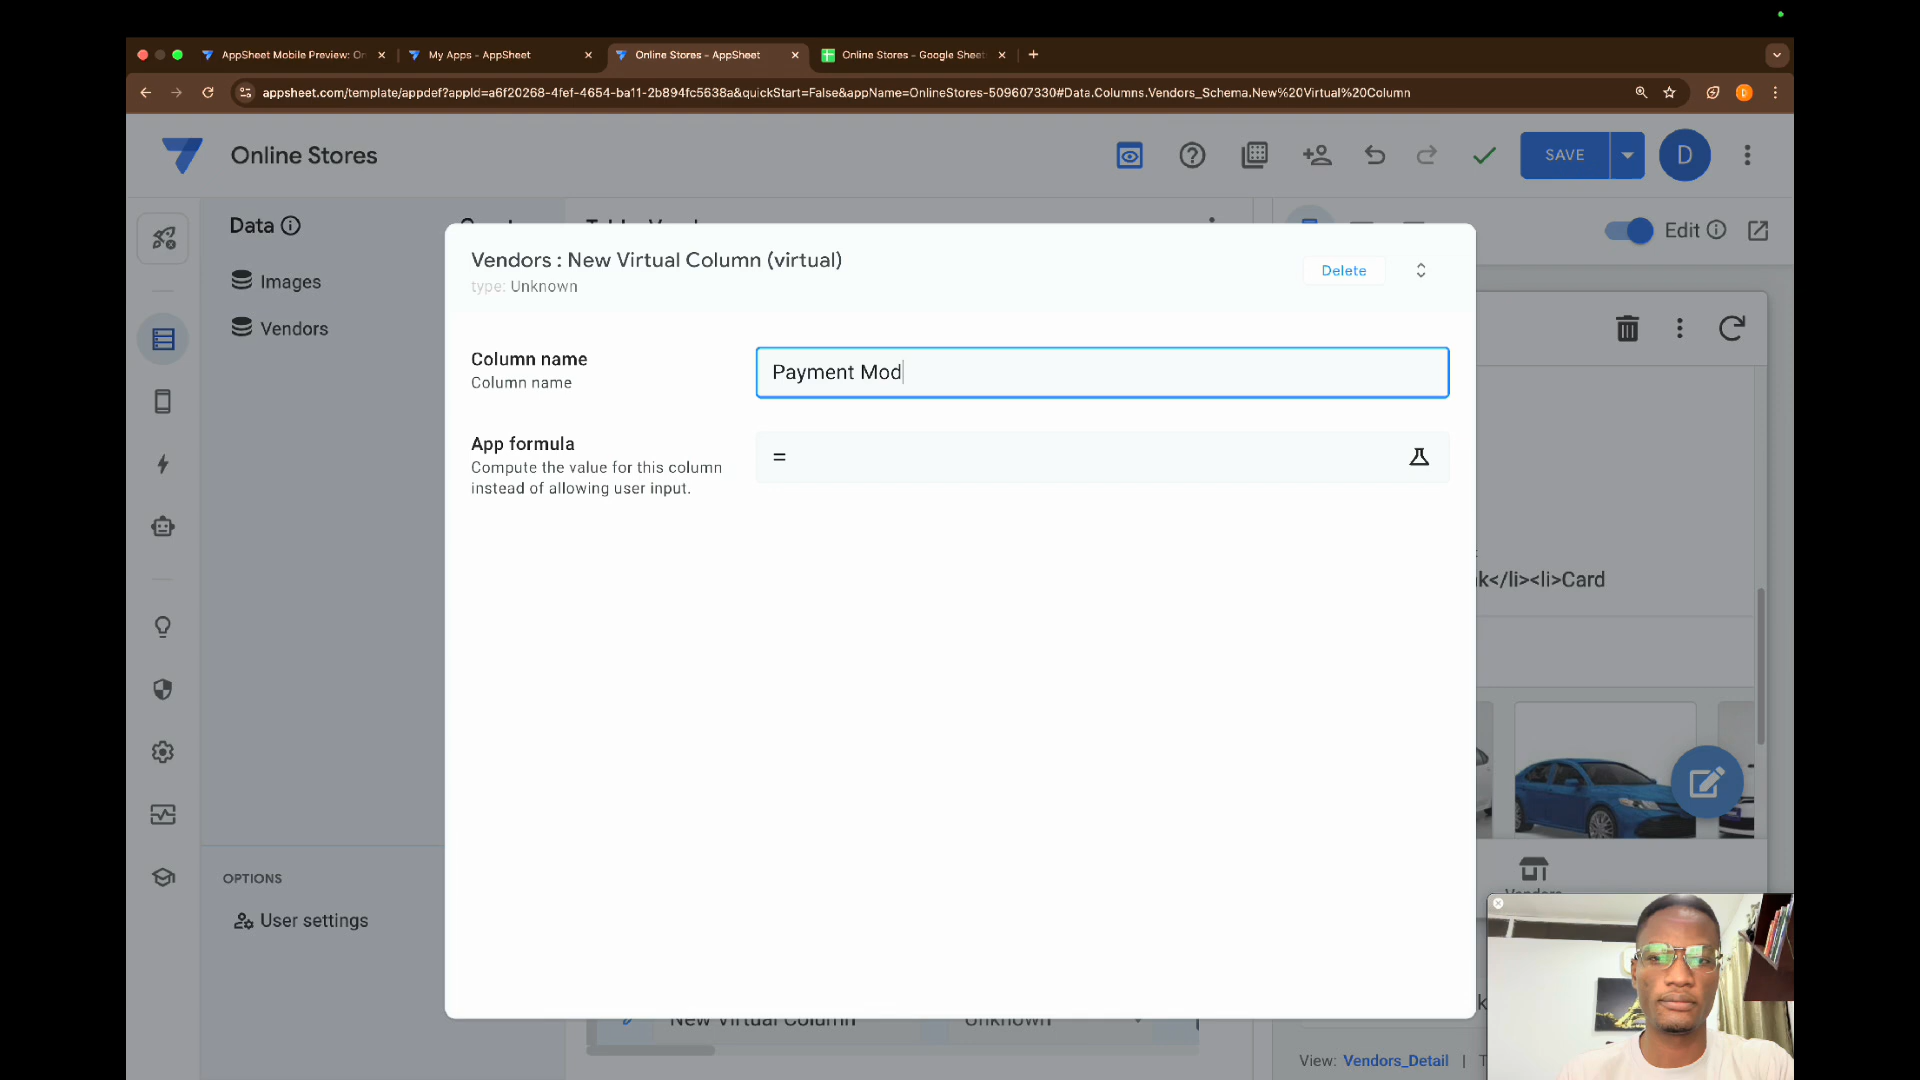 AppSheet Mobile Preview: On
My Apps - AppSheet
Online Stores - AppSheet
Online Stores - Google Sheets
appsheet.com/template/appdef?appId=a6f20268-4fef-4654-ba11-2b894fc5638a&quickStart=False&appName=OnlineStores-509607330#Data.Columns.Vendors_Schema.New%20Virtual%20Column
D
Online Stores
SAVE
D
Data
Edit
Images
Vendors
Vendors : New Virtual Column (virtual)
type: Unknown
Delete
Column name
Column name
Payment Mod
App formula
Compute the value for this column
instead of allowing user input.
=
k</li><li>Card
OPTIONS
User settings
Vendors
New Virtual Column
Unknown
View: Vendors_Detail | T